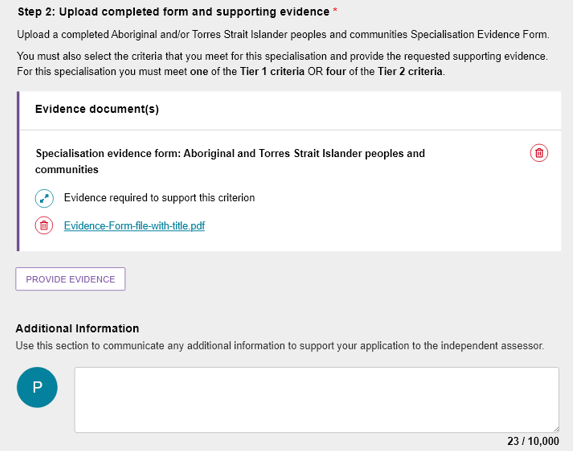 Step 2: Upload completed form and supporting evidence *
Upload a completed Aboriginal and/or Torres Strait Islander peoples and communities Specialisation Evidence Form.
You must also select the criteria that you meet for this specialisation and provide the requested supporting evidence.
For this specialisation you must meet one of the Tier 1 criteria OR four of the Tier 2 criteria.
Evidence document(s)
Specialisation evidence form: Aboriginal and Torres Strait Islander peoples and
communities
Evidence required to support this criterion
Evidence-Form-file-with-title.pdf
PROVIDE EVIDENCE
Additional Information
Use this section to communicate any additional information to support your application to the independent assessor.
P
23 / 10,000